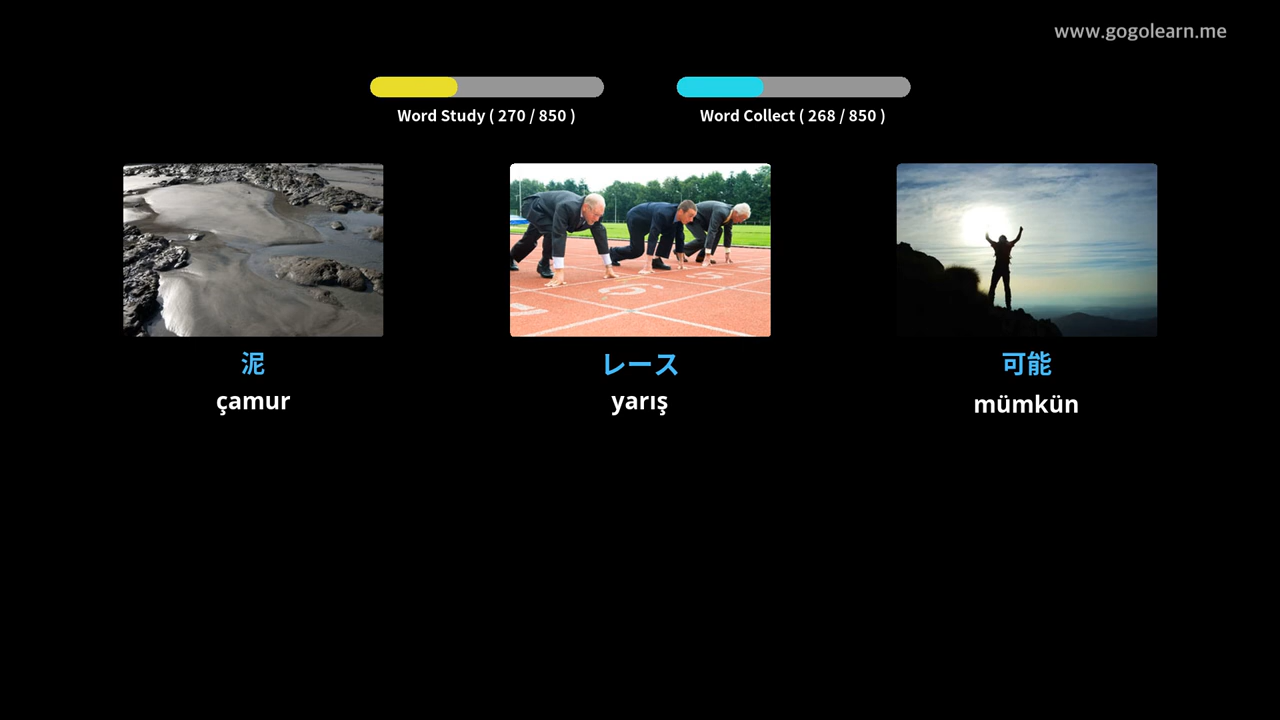 www.gogolearn.me
Word Study ( 270 / 850 )
Word Collect ( 268 / 850 )
泥
レース
可能
çamur
yarış
mümkün